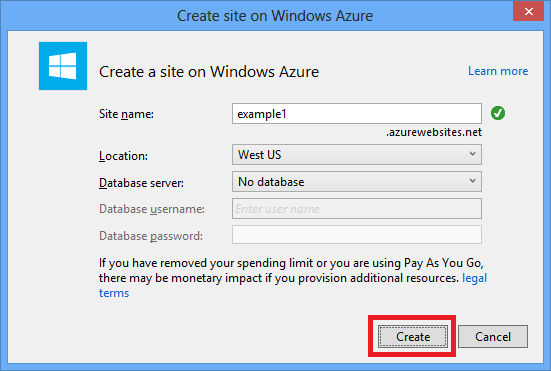 Create site on Windows Azure
Create a site on Windows Azure
Learn more
Site name: example1
.azurewebsites.net
Location: West US
Database server: No database
Database username: Enter user name
Database password:
If you have removed your spending limit or you are using Pay As You Go,
there may be monetary impact if you provision additional resources. legal
terms
Create Cancel